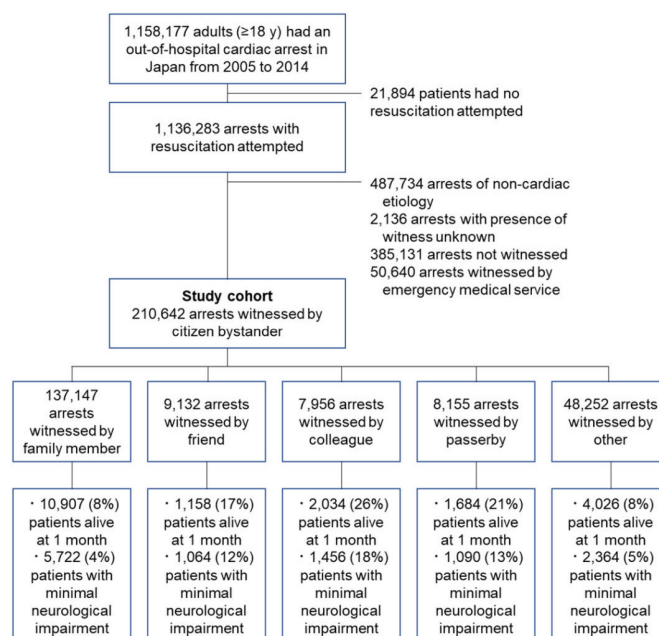 1,158,177 adults (≥18 y) had an
out-of-hospital cardiac arrest in
Japan from 2005 to 2014
21,894 patients had no
resuscitation attempted
1,136,283 arrests with
resuscitation attempted
487,734 arrests of non-cardiac
etiology
2,136 arrests with presence of
witness unknown
385,131 arrests not witnessed
50,640 arrests witnessed by
emergency medical service
Study cohort
210,642 arrests witnessed by
citizen bystander
137,147
arrests
witnessed by
family member
9,132 arrests
witnessed by
friend
7,956 arrests
witnessed by
colleague
8,155 arrests
witnessed by
passerby
48,252 arrests
witnessed by
other
・10,907 (8%)
patients alive
at 1 month
・5,722 (4%)
patients with
minimal
neurological
impairment
・1,158 (17%)
patients alive
at 1 month
・1,064 (12%)
patients with
minimal
neurological
impairment
・2,034 (26%)
patients alive
at 1 month
・1,456 (18%)
patients with
minimal
neurological
impairment
・1,684 (21%)
patients alive
at 1 month
・1,090 (13%)
patients with
minimal
neurological
impairment
・4,026 (8%)
patients alive
at 1 month
・2,364 (5%)
patients with
minimal
neurological
impairment